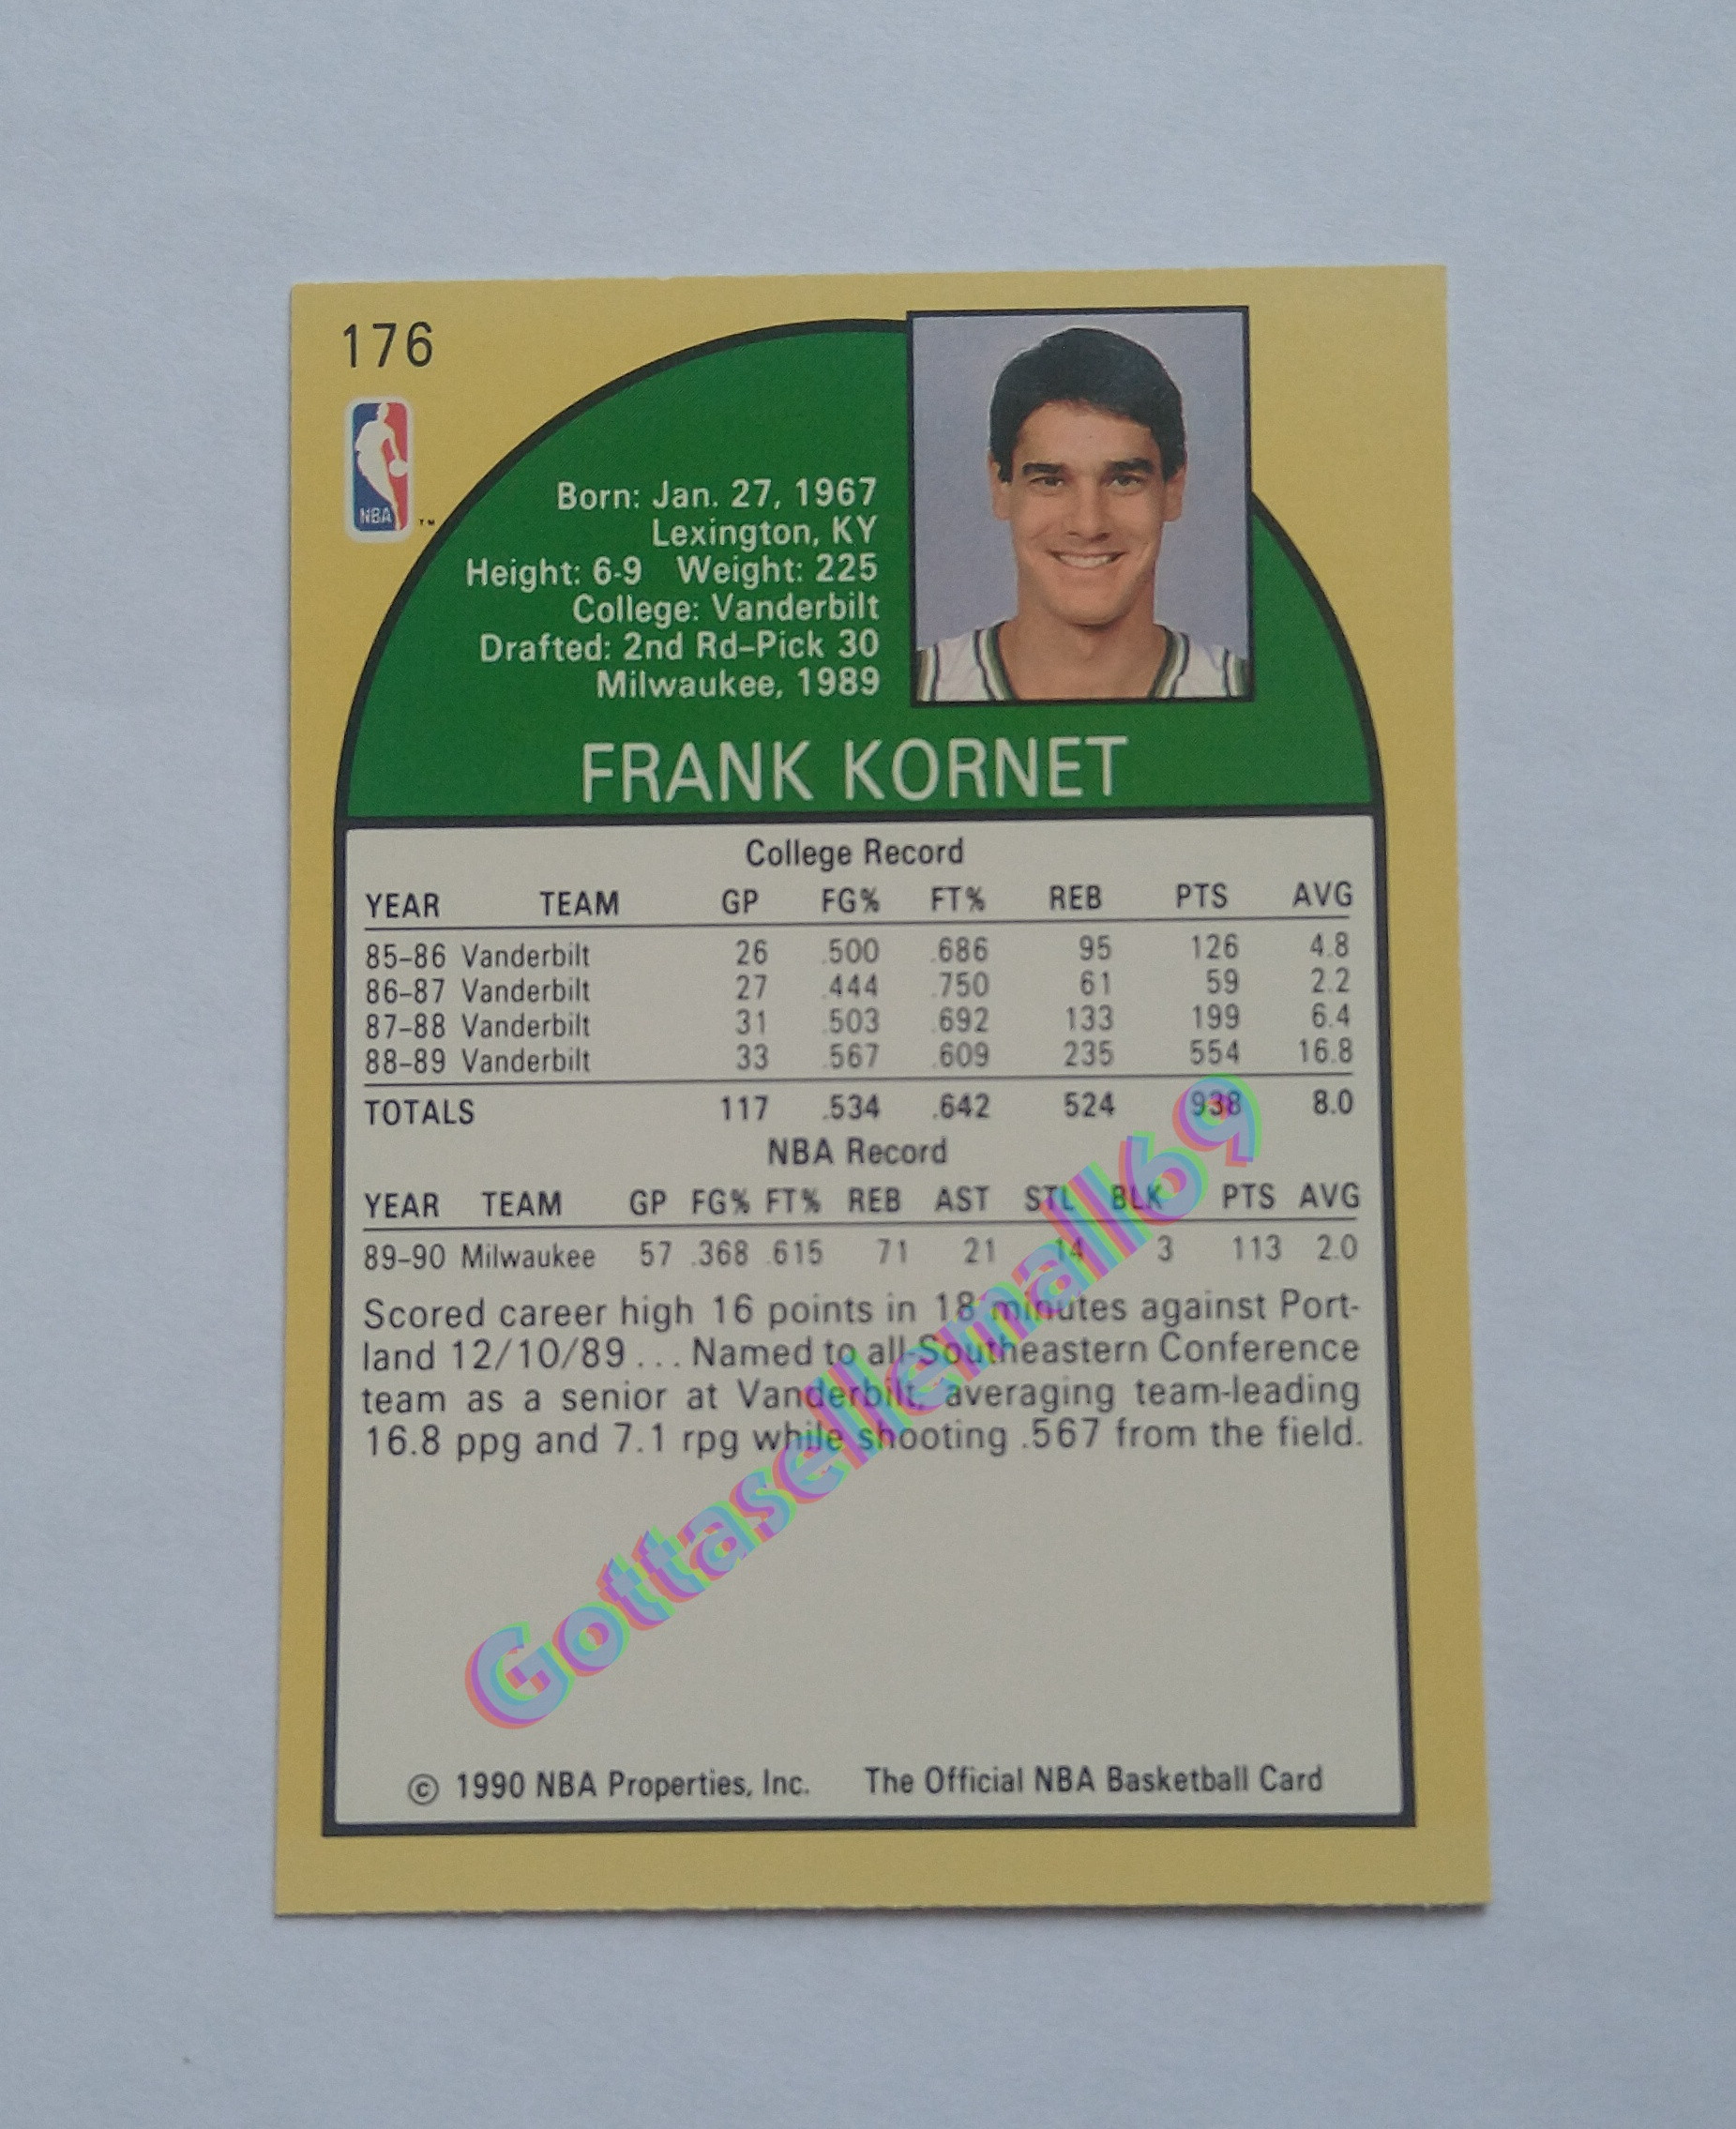 176
NBA
TM
Born: Jan. 27, 1967
Lexington, KY
Height: 6-9 Weight: 225
College: Vanderbilt
Drafted: 2nd Rd–Pick 30
Milwaukee, 1989
FRANK KORNET
College Record
YEAR TEAM GP FG% FT% REB PTS AVG
85–86 Vanderbilt 26 .500 .686 95 126 4.8
86–87 Vanderbilt 27 .444 .750 61 59 2.2
87–88 Vanderbilt 31 .503 .692 133 199 6.4
88–89 Vanderbilt 33 .567 .609 235 554 16.8
TOTALS 117 .534 .642 524 938 8.0
NBA Record
YEAR TEAM GP FG% FT% REB AST STL BLK PTS AVG
89–90 Milwaukee 57 .368 .615 71 21 14 3 113 2.0
Scored career high 16 points in 18 minutes against Port-
land 12/10/89 ... Named to all-Southeastern Conference
team as a senior at Vanderbilt, averaging team-leading
16.8 ppg and 7.1 rpg while shooting .567 from the field.
Gottasellemall69
© 1990 NBA Properties, Inc. The Official NBA Basketball Card